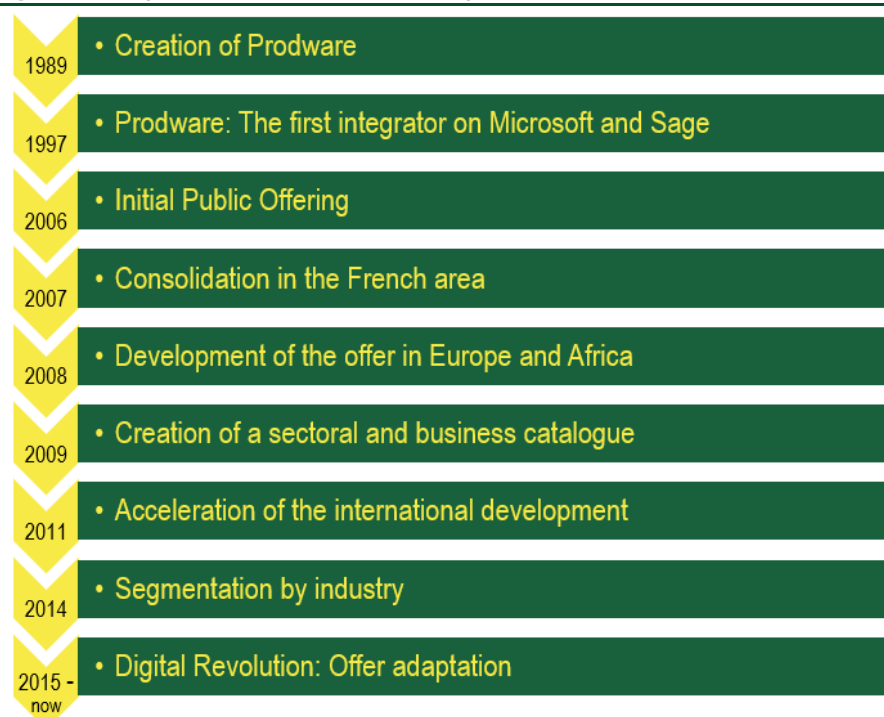 1989
• Creation of Prodware
1997
• Prodware: The first integrator on Microsoft and Sage
2006
• Initial Public Offering
2007
• Consolidation in the French area
2008
• Development of the offer in Europe and Africa
2009
• Creation of a sectoral and business catalogue
2011
• Acceleration of the international development
2014
• Segmentation by industry
2015 -
now
• Digital Revolution: Offer adaptation